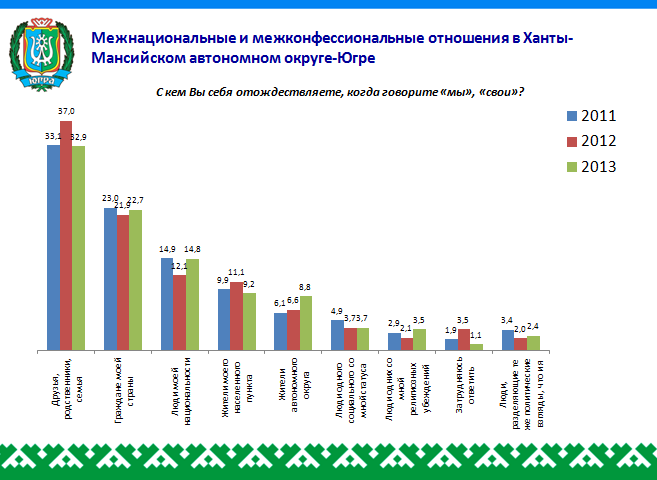 Межнациональные и межконфессиональные отношения в Ханты-
Мансийском автономном округе-Югре
С кем Вы себя отождествляете, когда говорите «мы», «свои»?
2011
2012
2013
33,1
37,0
32,9
23,0
21,9
22,7
14,9
12,1
14,8
9,9
11,1
9,2
6,1
6,6
8,8
4,9
3,7
3,7
2,9
2,1
3,5
1,9
3,5
1,1
3,4
2,0
2,4
Друзья,
родственники,
семья
Граждане моей
страны
Люди моей
национальности
Жители моего
населенного
пункта
Жители
автономного
округа
Люди одного
социального со
мной статуса
Люди одних со
мной
религиозных
убеждений
Затрудняюсь
ответить
Люди,
разделяющие те
же политические
взгляды, что и я
ЮГРА